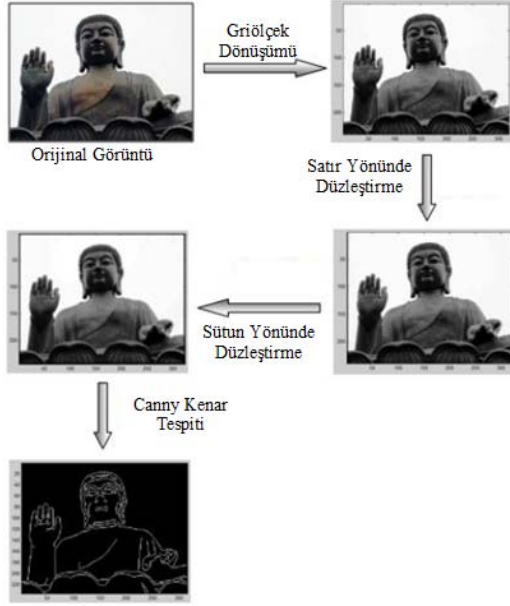 Griölçek
Dönüşümü
Orijinal Görüntü
Satır Yönünde
Düzleştirme
Sütun Yönünde
Düzleştirme
Canny Kenar
Tespiti